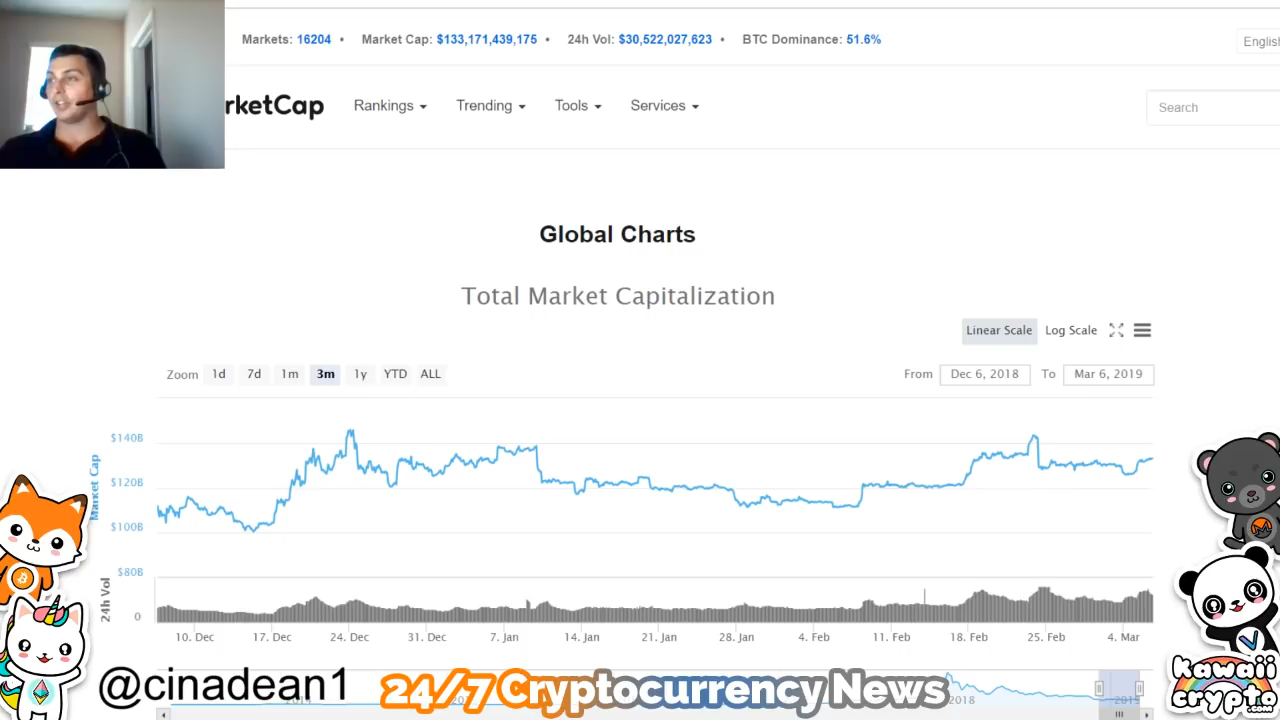 Markets: 16204 • Market Cap: $133,171,439,175 • 24h Vol: $30,522,027,623 • BTC Dominance: 51.6%
English
rketCap Rankings Trending Tools Services
Search
Global Charts
Total Market Capitalization
Linear Scale Log Scale
Zoom 1d 7d 1m 3m 1y YTD ALL From Dec 6, 2018 To Mar 6, 2019
$140B
$120B
$100B
$80B
0
Market Cap
24h Vol
10. Dec 17. Dec 24. Dec 31. Dec 7. Jan 14. Jan 21. Jan 28. Jan 4. Feb 11. Feb 18. Feb 25. Feb 4. Mar
@cinadean1
24/7 Cryptocurrency News
2014 2018
kawaii
crypto
.com